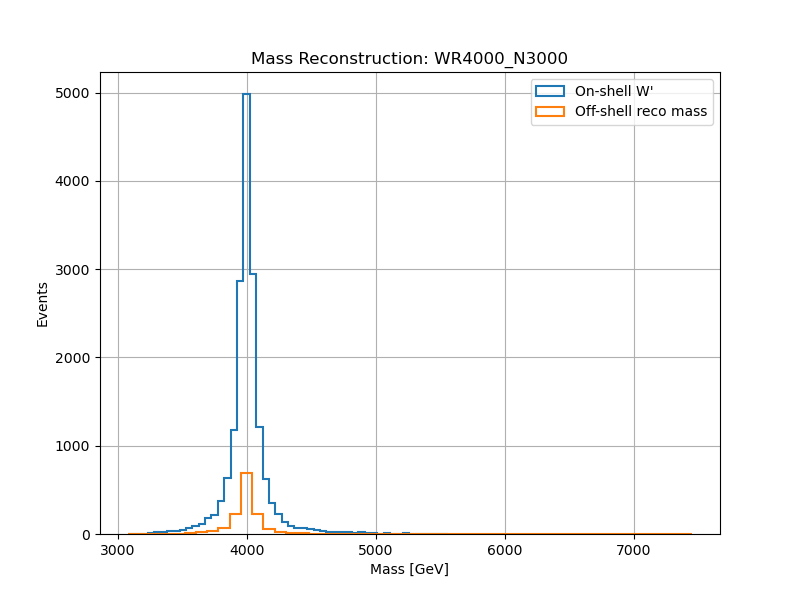 Mass Reconstruction: WR4000_N3000
On-shell W'
Off-shell reco mass
5000
4000
3000
2000
1000
0
Events
3000 4000 5000 6000 7000
Mass [GeV]